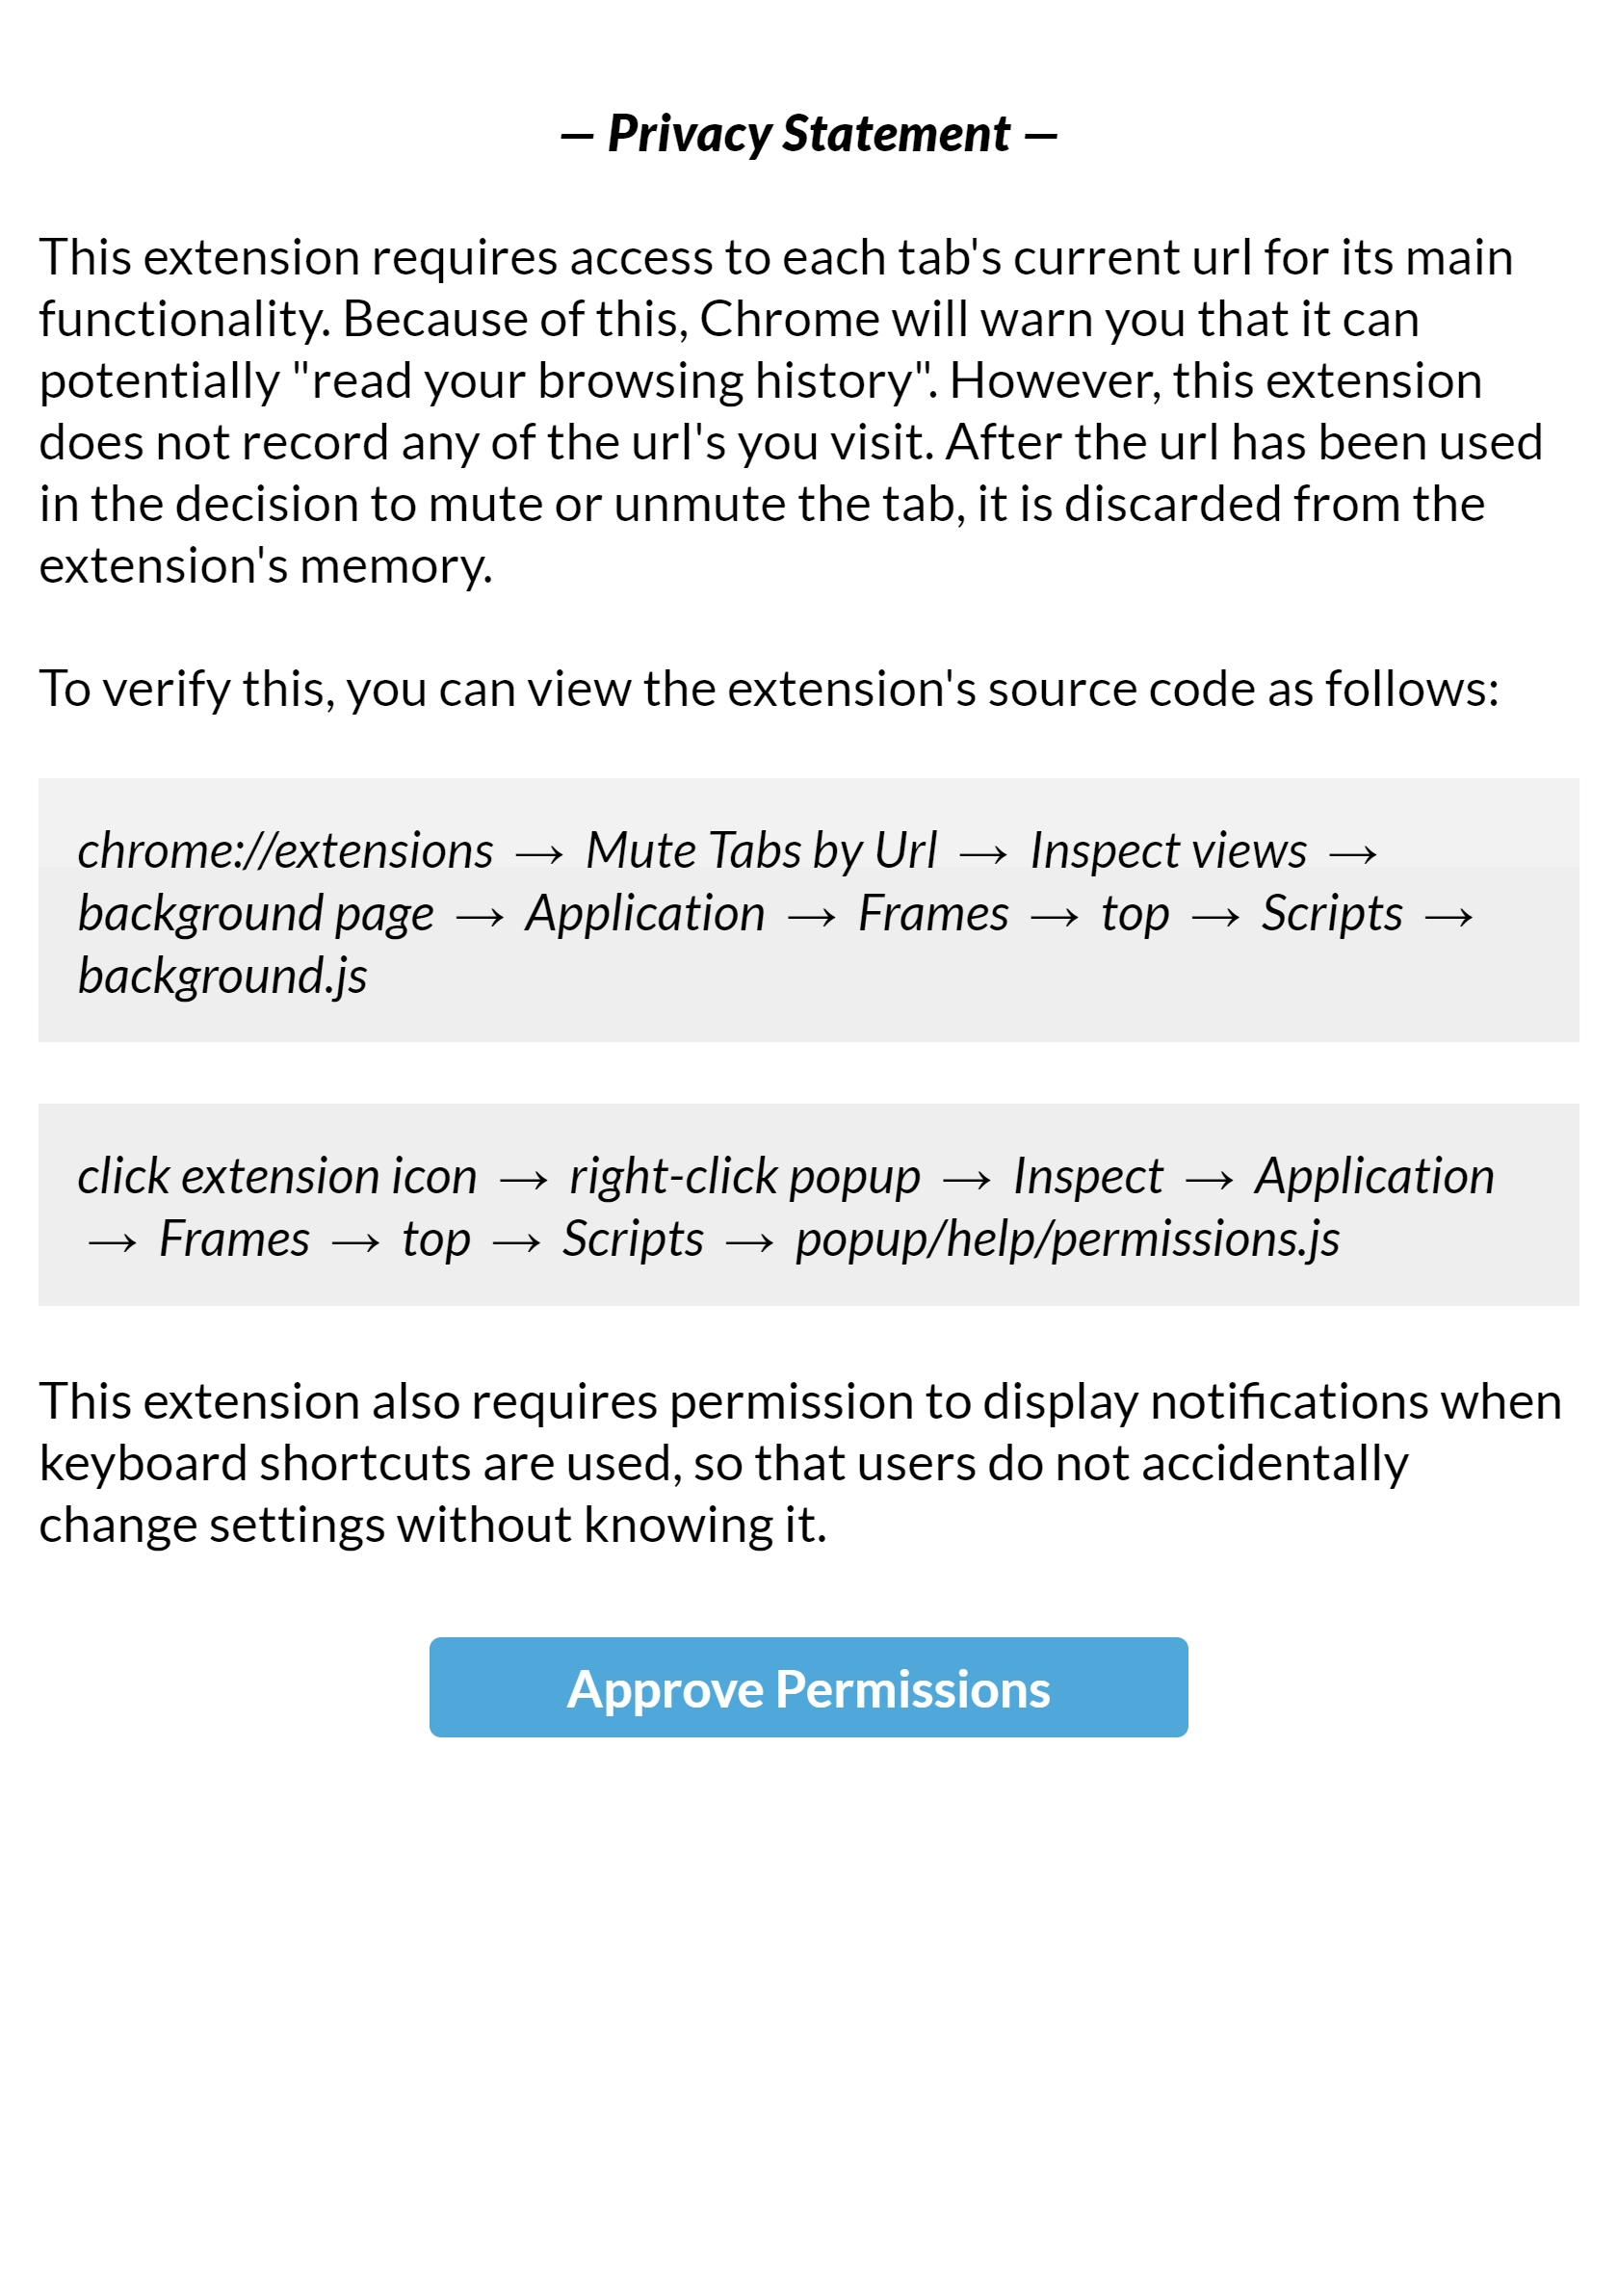 — Privacy Statement —
This extension requires access to each tab's current url for its main
functionality. Because of this, Chrome will warn you that it can
potentially "read your browsing history". However, this extension
does not record any of the url's you visit. After the url has been used
in the decision to mute or unmute the tab, it is discarded from the
extension's memory.
To verify this, you can view the extension's source code as follows:
chrome://extensions → Mute Tabs by Url → Inspect views →
background page → Application → Frames → top → Scripts →
background.js
click extension icon → right-click popup → Inspect → Application
→ Frames → top → Scripts → popup/help/permissions.js
This extension also requires permission to display notifications when
keyboard shortcuts are used, so that users do not accidentally
change settings without knowing it.
Approve Permissions